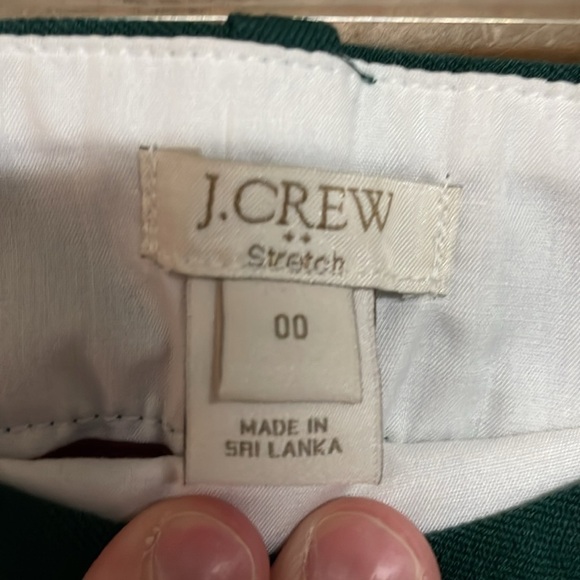 J.CREW
++
Stretch
00
MADE IN
SRI LANKA